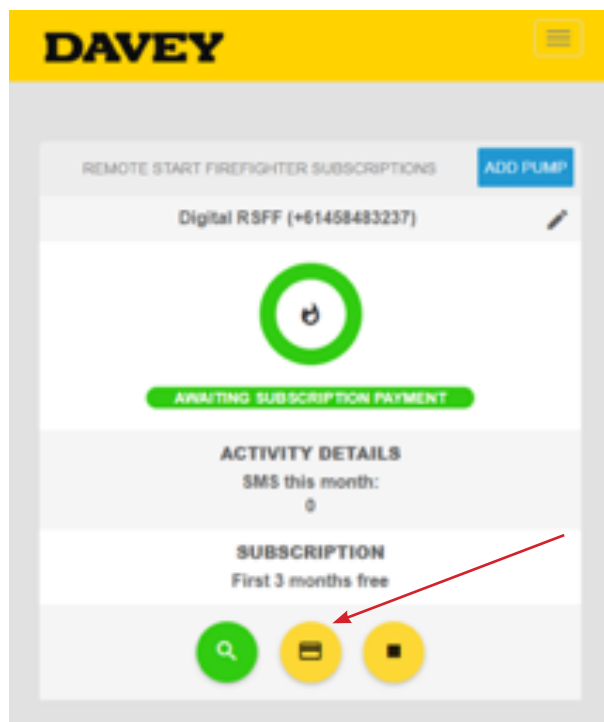 DAVEY
REMOTE START FIREFIGHTER SUBSCRIPTIONS
ADD PUMP
Digital RSFF (+61458483237)
AWAITING SUBSCRIPTION PAYMENT
ACTIVITY DETAILS
SMS this month:
0
SUBSCRIPTION
First 3 months free